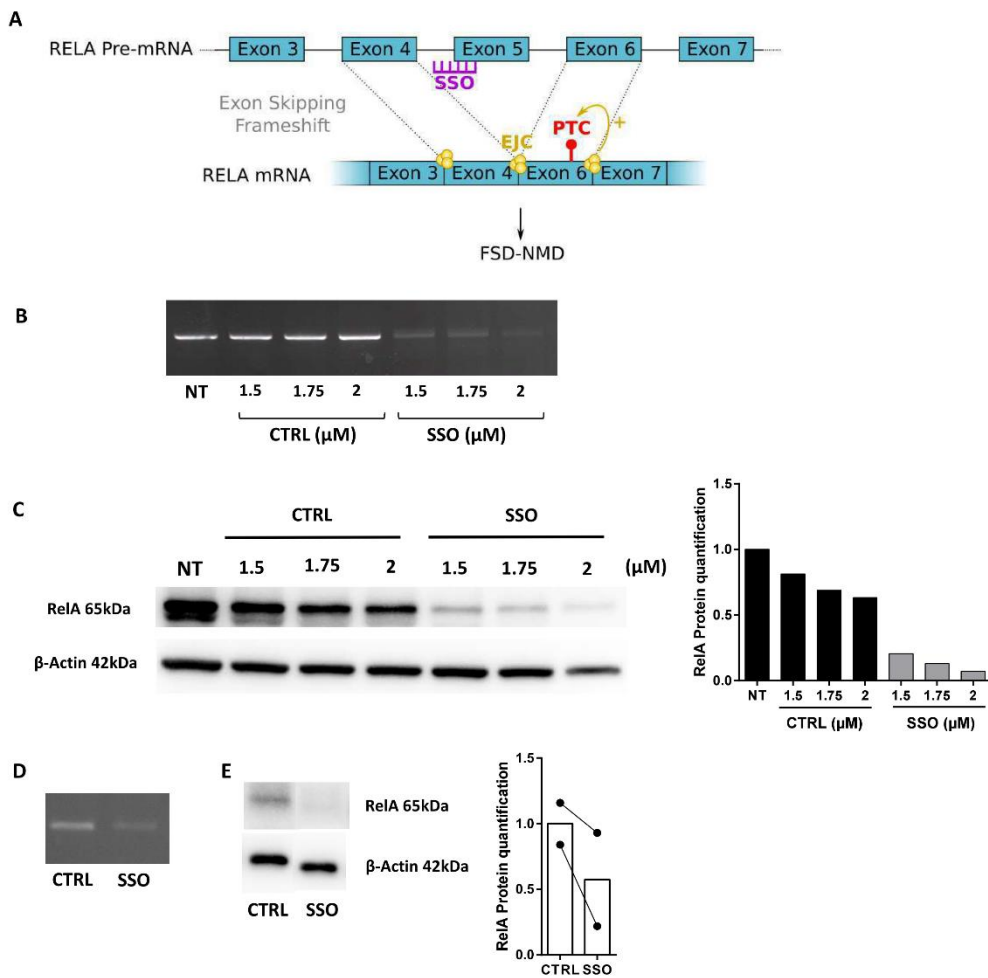 A
RELA Pre-mRNA
Exon 3 Exon 4 Exon 5 Exon 6 Exon 7
SSO
Exon Skipping
Frameshift
EJC PTC +
RELA mRNA
Exon 3 Exon 4 Exon 6 Exon 7
FSD-NMD
B
NT 1.5 1.75 2 1.5 1.75 2
CTRL (µM) SSO (µM)
C
CTRL SSO
NT 1.5 1.75 2 1.5 1.75 2 (µM)
RelA 65kDa
β-Actin 42kDa
RelA Protein quantification
1.5
1.0
0.5
0.0
NT 1.5 1.75 2 1.5 1.75 2
CTRL (µM) SSO (µM)
D
CTRL SSO
E
RelA 65kDa
β-Actin 42kDa
CTRL SSO
RelA Protein quantification
1.5
1.0
0.5
0.0
CTRL SSO